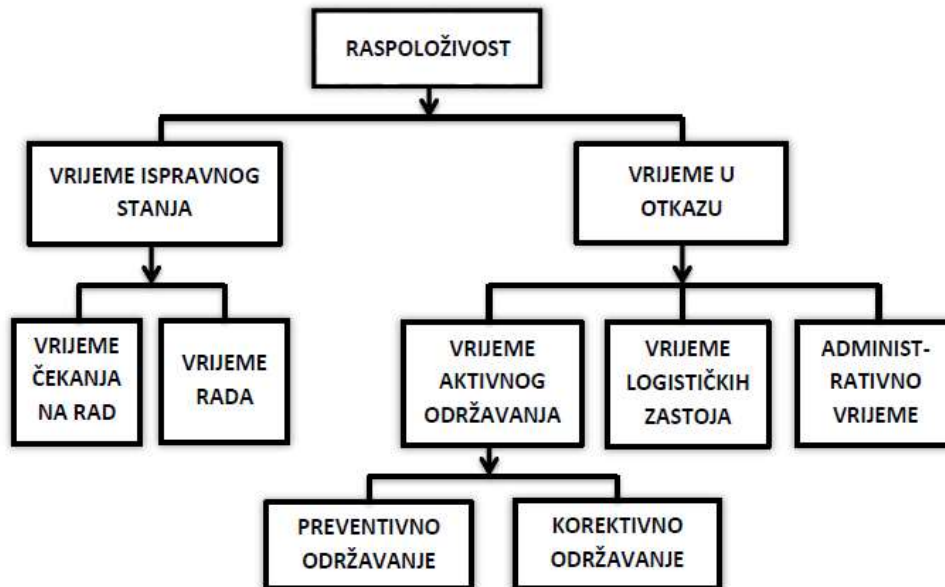 RASPOLOŽIVOST
VRIJEME ISPRAVNOG
STANJA
VRIJEME U
OTKAZU
VRIJEME
ČEKANJA
NA RAD
VRIJEME
RADA
VRIJEME
AKTIVNOG
ODRŽAVANJA
VRIJEME
LOGISTIČKIH
ZASTOJA
ADMINIST-
RATIVNO
VRIJEME
PREVENTIVNO
ODRŽAVANJE
KOREKTIVNO
ODRŽAVANJE